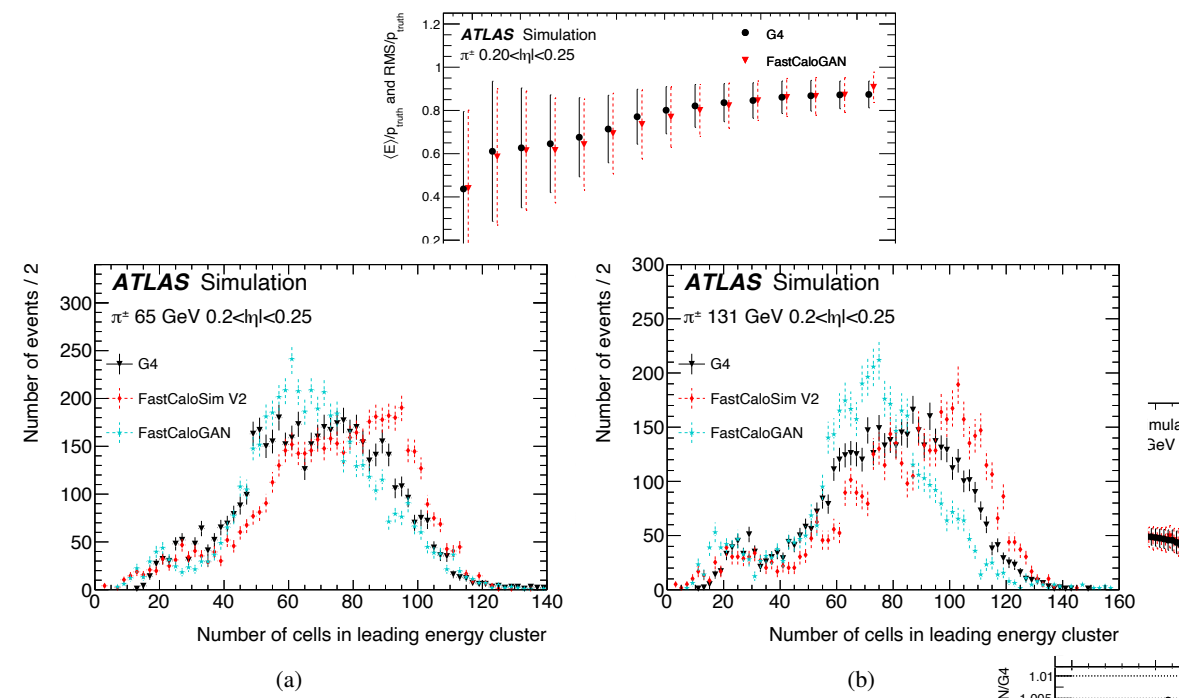 1.2
ATLAS Simulation
π± 0.20<|η|<0.25
G4
FastCaloGAN
1
0.8
0.6
0.4
0.2
⟨E⟩/p_truth and RMS/p_truth
ATLAS Simulation
π± 65 GeV 0.2<|η|<0.25
G4
FastCaloSim V2
FastCaloGAN
Number of events / 2
300
250
200
150
100
50
0
0 20 40 60 80 100 120 140
Number of cells in leading energy cluster
(a)
ATLAS Simulation
π± 131 GeV 0.2<|η|<0.25
G4
FastCaloSim V2
FastCaloGAN
Number of events / 2
300
250
200
150
100
50
0
0 20 40 60 80 100 120 140 160
Number of cells in leading energy cluster
(b)
mula
GeV
N/G4
1.01
1.005